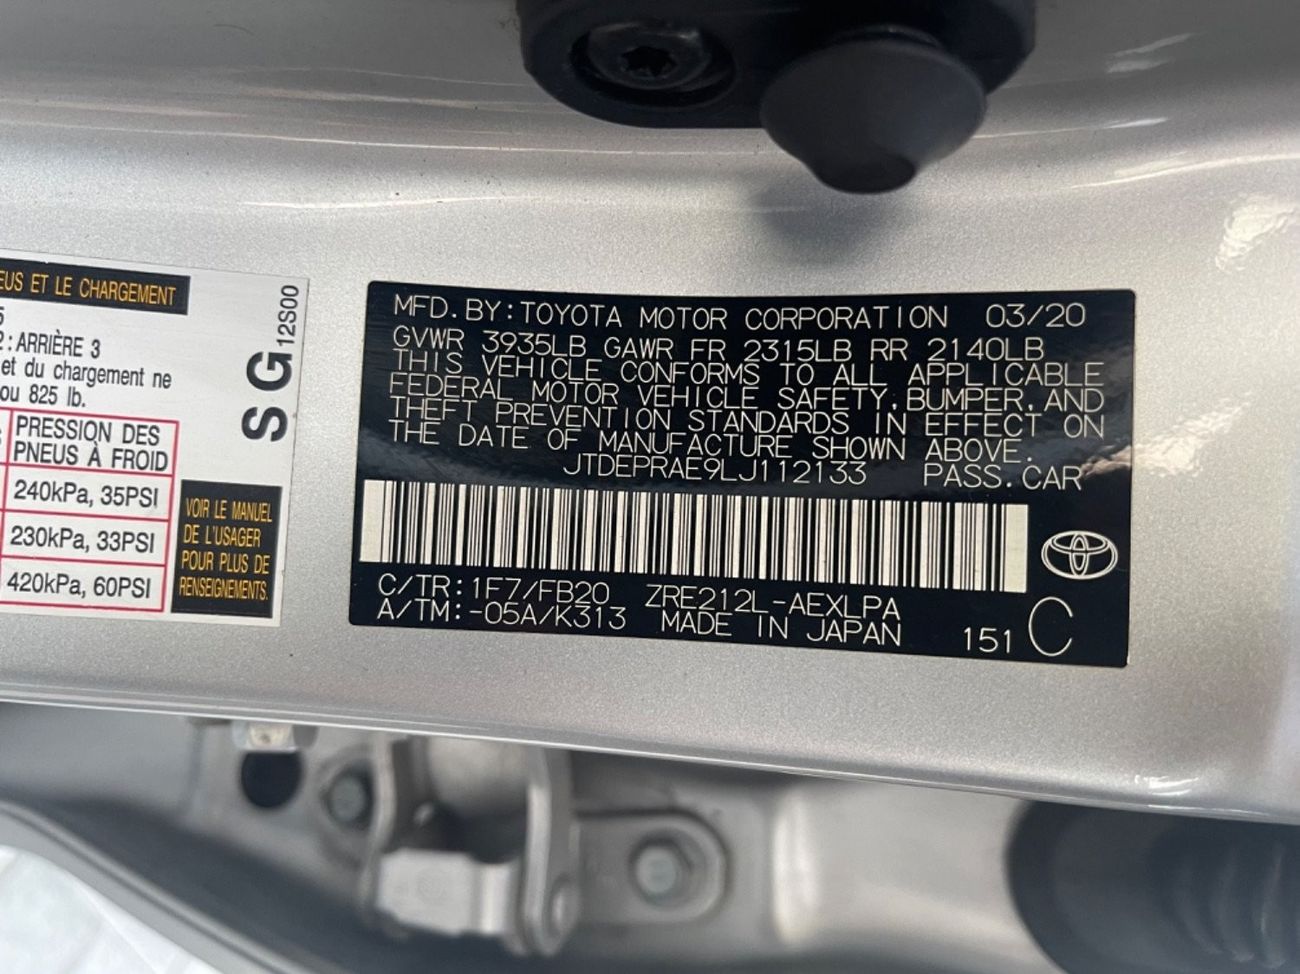 EUS ET LE CHARGEMENT
5
2: ARRIÈRE 3
et du chargement ne
ou 825 lb.
PRESSION DES
PNEUS À FROID
240kPa, 35PSI
230kPa, 33PSI
420kPa, 60PSI
VOIR LE MANUEL
DE L'USAGER
POUR PLUS DE
RENSEIGNEMENTS.
SG 12S00
MFD. BY: TOYOTA MOTOR CORPORATION 03/20
GVWR 3935LB GAWR FR 2315LB RR 2140LB
THIS VEHICLE CONFORMS TO ALL APPLICABLE
FEDERAL MOTOR VEHICLE SAFETY, BUMPER, AND
THEFT PREVENTION STANDARDS IN EFFECT ON
THE DATE OF MANUFACTURE SHOWN ABOVE.
JTDEPRAE9LJ112133 PASS. CAR
C/TR: 1F7/FB20 ZRE212L-AEXLPA
A/TM: -05A/K313 MADE IN JAPAN 151 C